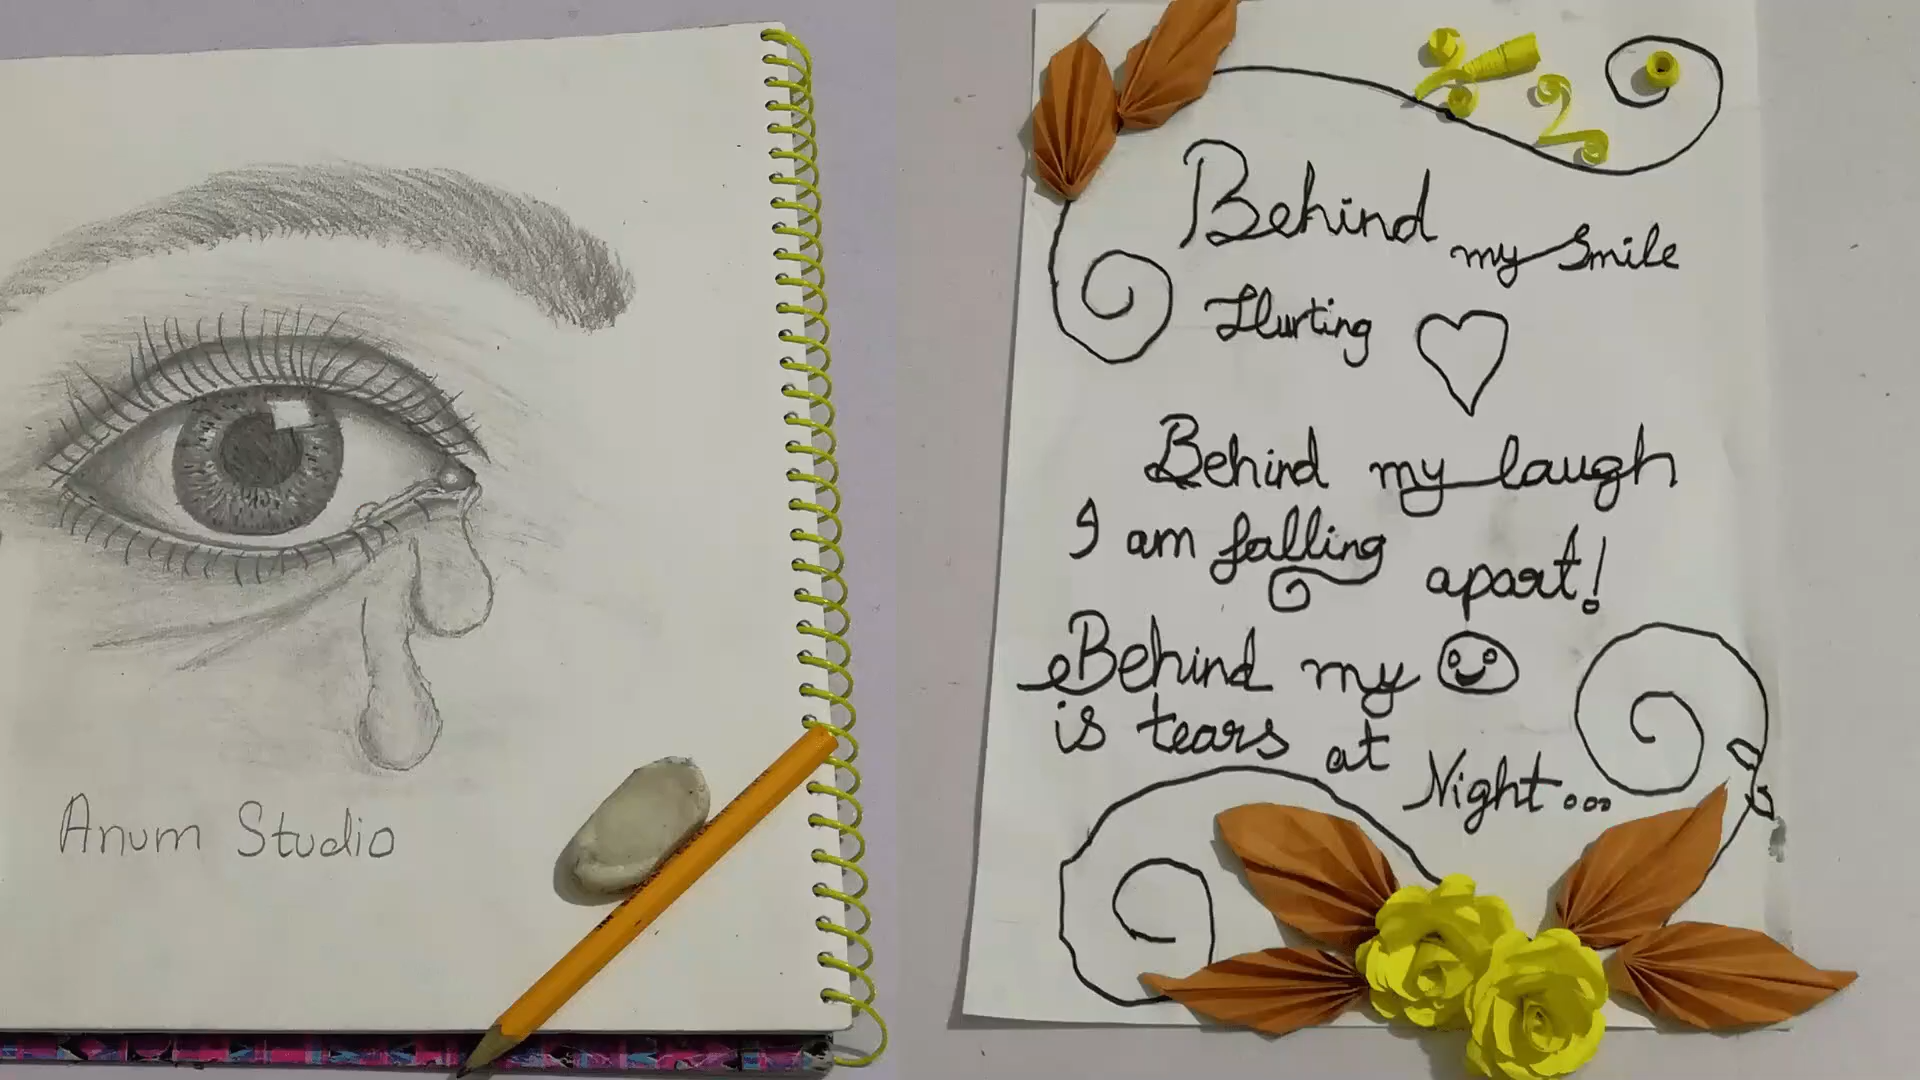 Anum Studio
Behind my Smile
Hurting
Behind my laugh
I am falling apart!
Behind my
is tears at Night...